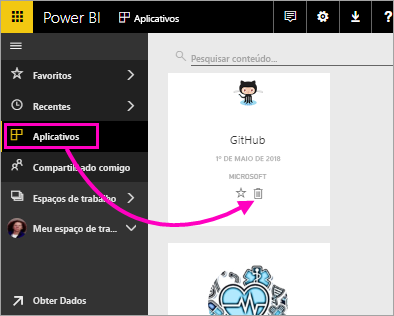 Power BI
Aplicativos
?
Pesquisar conteúdo...
Favoritos
Recentes
Aplicativos
Compartilhado comigo
Espaços de trabalho
Meu espaço de tra...
Obter Dados
GitHub
1º DE MAIO DE 2018
MICROSOFT